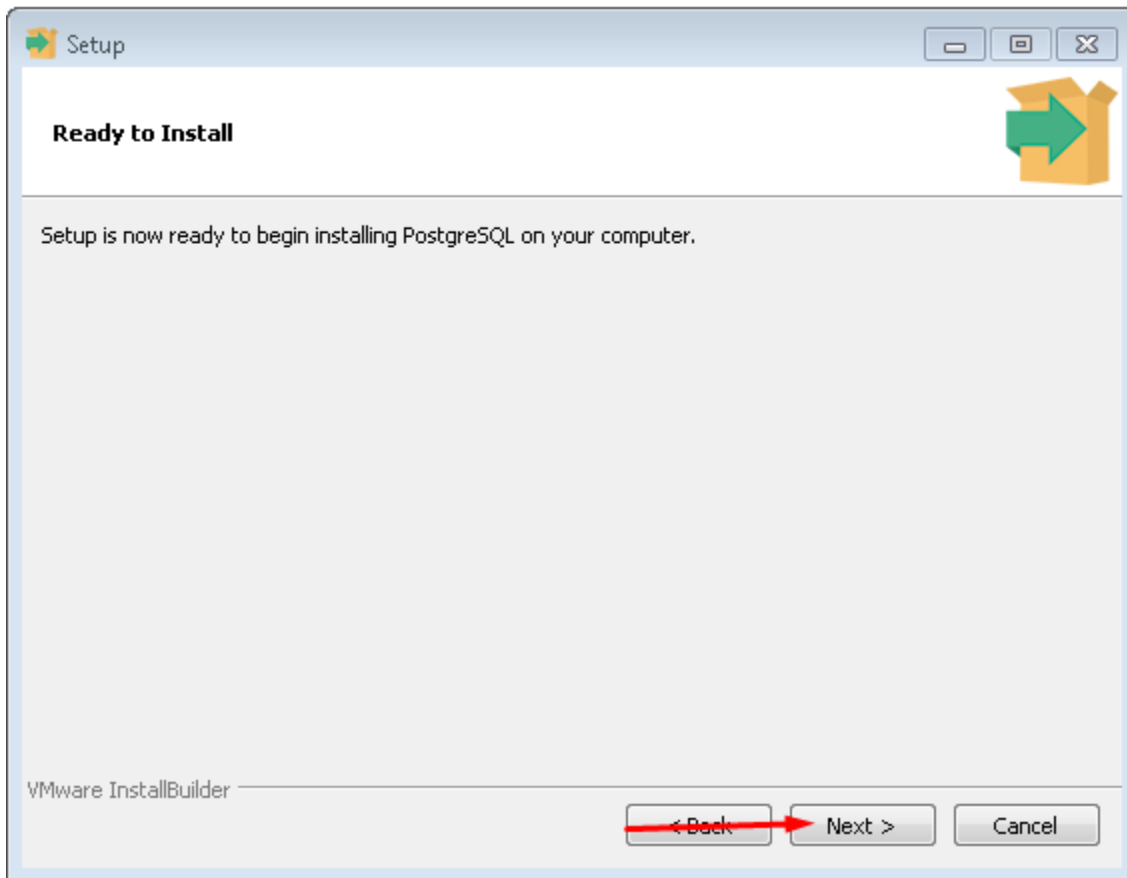 Setup
Ready to Install
Setup is now ready to begin installing PostgreSQL on your computer.
VMware InstallBuilder
< Back
Next >
Cancel